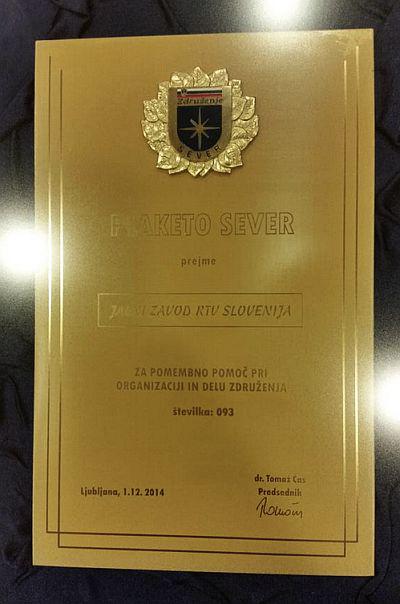 Združenje
SEVER
PLAKETO SEVER
prejme
JAVNI ZAVOD RTV SLOVENIJA
ZA POMEMBNO POMOČ PRI
ORGANIZACIJI IN DELU ZDRUŽENJA
številka: 093
Ljubljana, 1.12. 2014
dr. Tomaž Čas
Predsednik